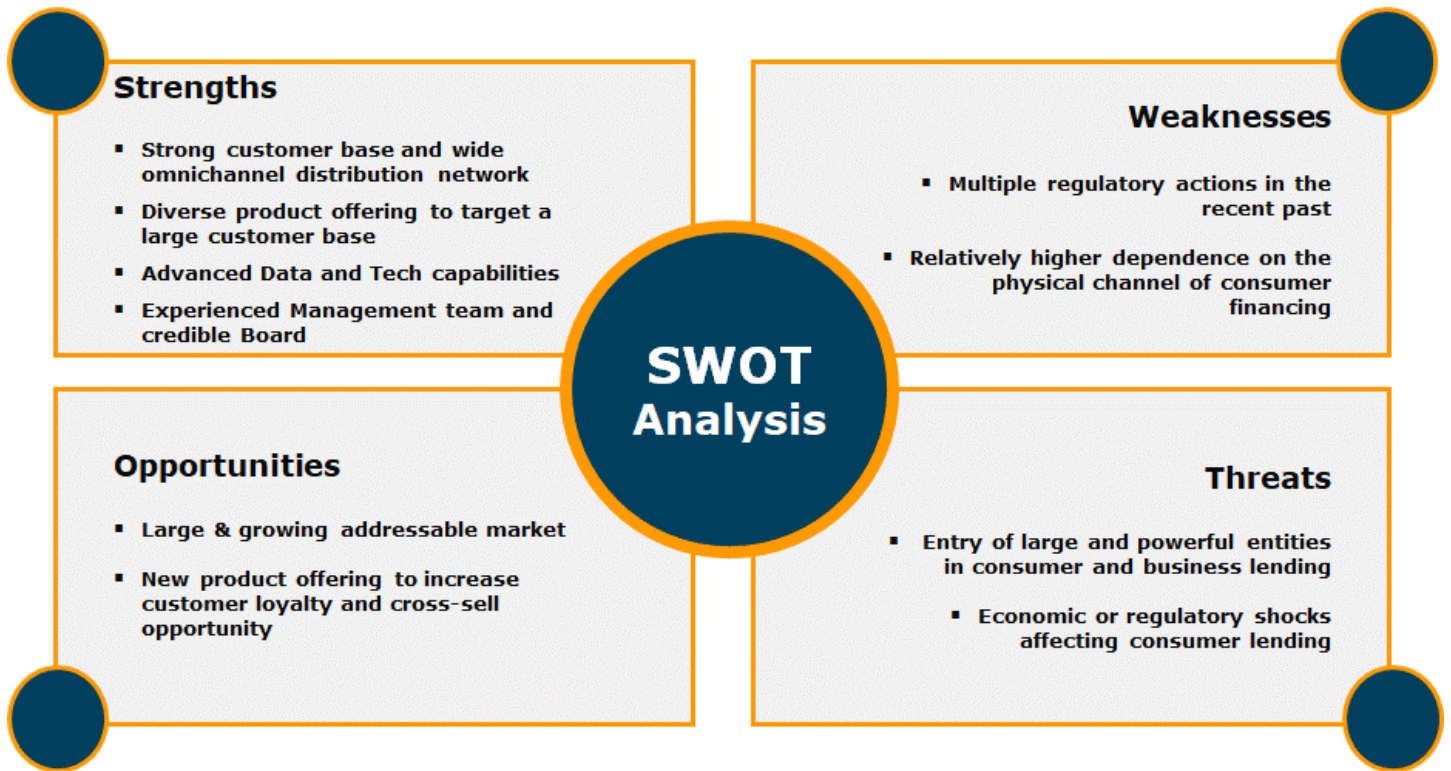 Strengths
▪ Strong customer base and wide
omnichannel distribution network
▪ Diverse product offering to target a
large customer base
▪ Advanced Data and Tech capabilities
▪ Experienced Management team and
credible Board
Weaknesses
▪ Multiple regulatory actions in the
recent past
▪ Relatively higher dependence on the
physical channel of consumer
financing
SWOT
Analysis
Opportunities
▪ Large & growing addressable market
▪ New product offering to increase
customer loyalty and cross-sell
opportunity
Threats
▪ Entry of large and powerful entities
in consumer and business lending
▪ Economic or regulatory shocks
affecting consumer lending